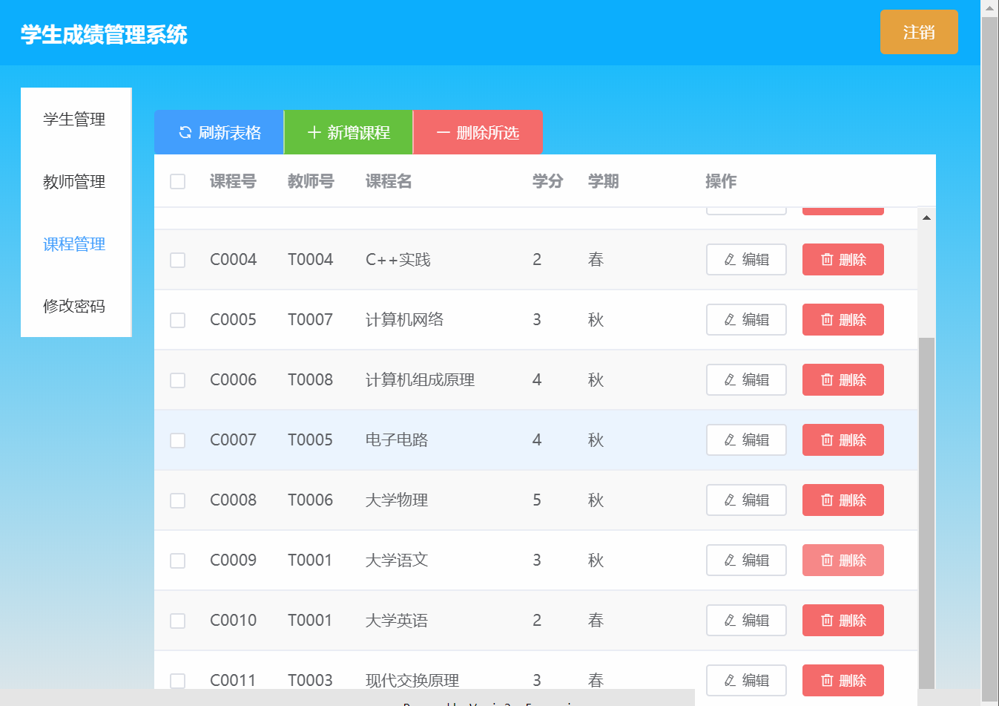 学生成绩管理系统
注销
学生管理
教师管理
课程管理
修改密码
刷新表格 新增课程 删除所选
课程号 教师号 课程名 学分 学期 操作
C0004 T0004 C++实践 2 春 编辑 删除
C0005 T0007 计算机网络 3 秋 编辑 删除
C0006 T0008 计算机组成原理 4 秋 编辑 删除
C0007 T0005 电子电路 4 秋 编辑 删除
C0008 T0006 大学物理 5 秋 编辑 删除
C0009 T0001 大学语文 3 秋 编辑 删除
C0010 T0001 大学英语 2 春 编辑 删除
C0011 T0003 现代交换原理 3 春 编辑 删除